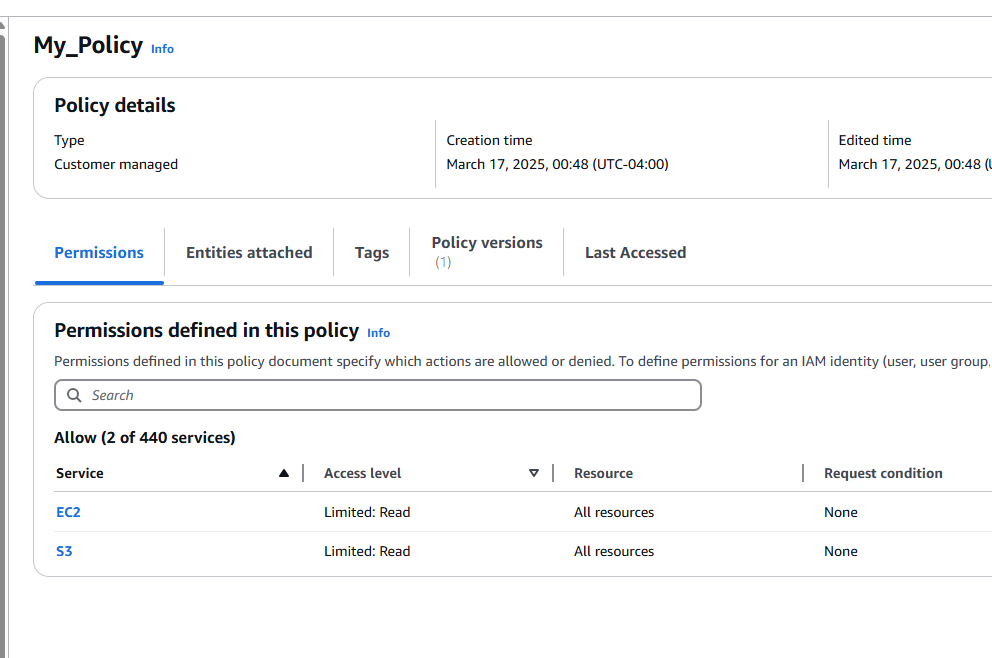 My_Policy Info
Policy details
Type
Customer managed
Creation time
March 17, 2025, 00:48 (UTC-04:00)
Edited time
March 17, 2025, 00:48 (
Permissions
Entities attached
Tags
Policy versions
(1)
Last Accessed
Permissions defined in this policy Info
Permissions defined in this policy document specify which actions are allowed or denied. To define permissions for an IAM identity (user, user group,
Search
Allow (2 of 440 services)
Service Access level Resource Request condition
EC2 Limited: Read All resources None
S3 Limited: Read All resources None